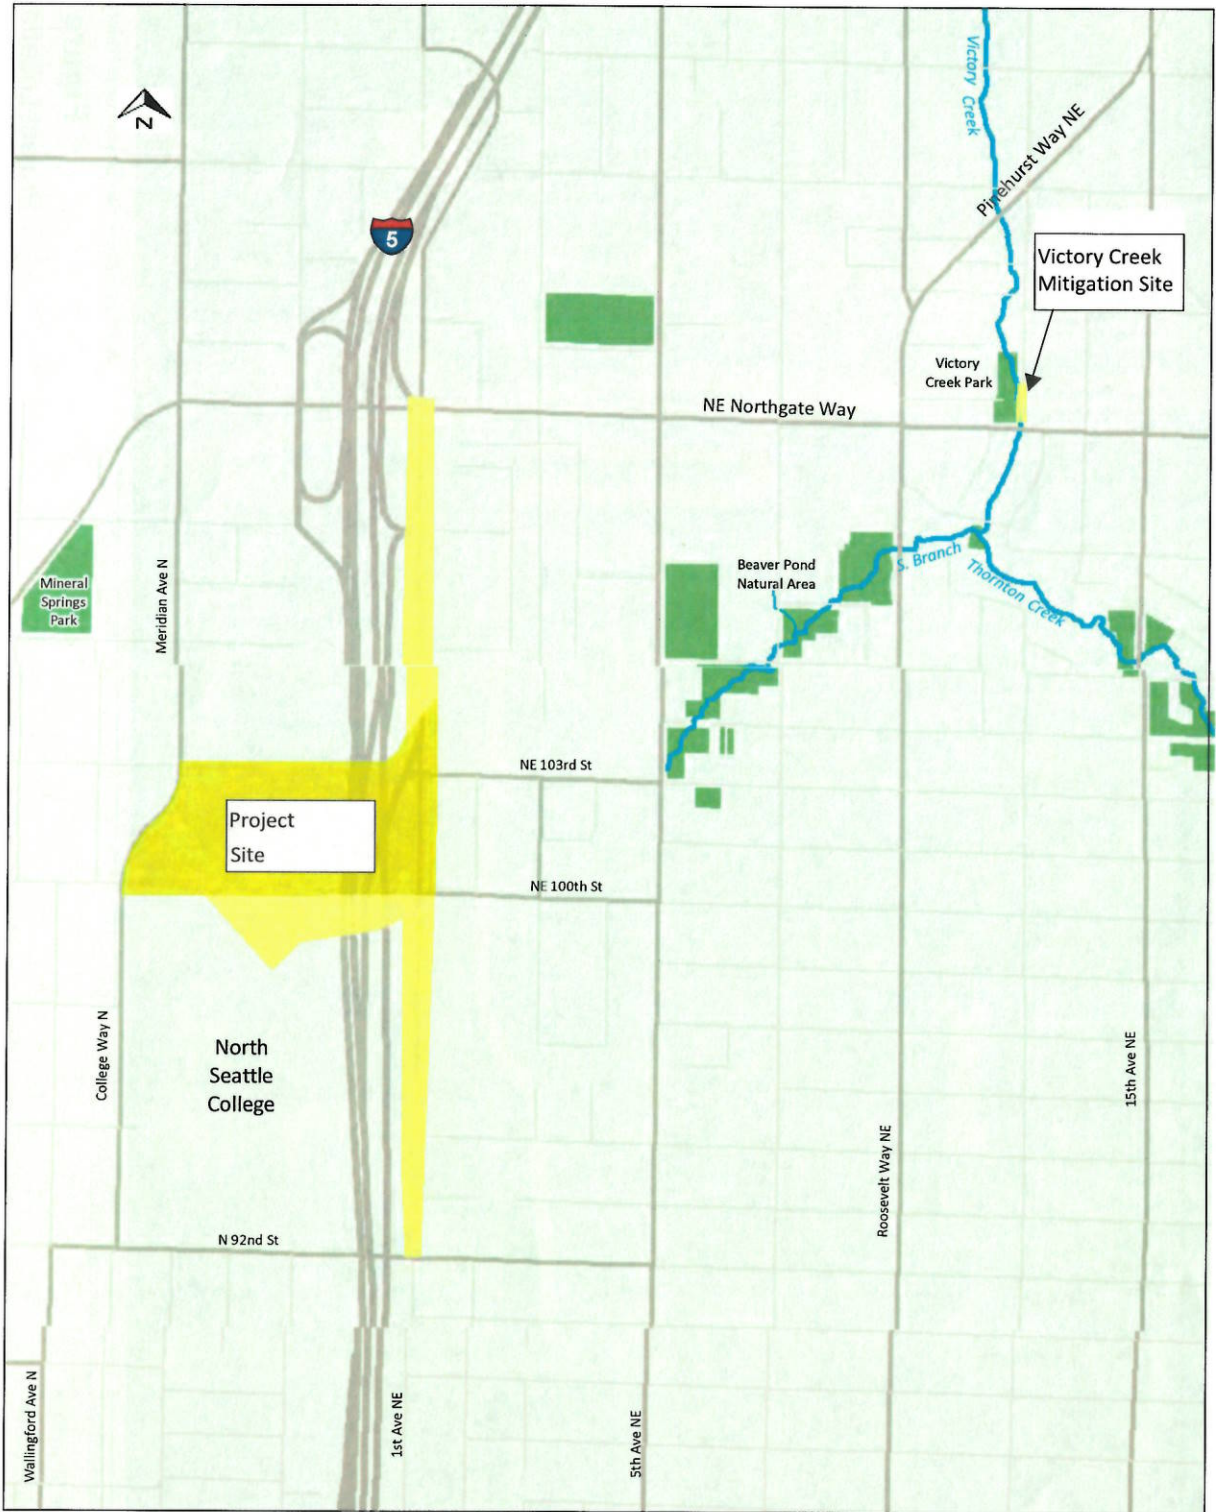 Victory Creek
Pinehurst Way NE
N
5
Victory Creek
Mitigation Site
Victory
Creek Park
NE Northgate Way
Mineral
Springs
Park
Meridian Ave N
Beaver Pond
Natural Area
S. Branch
Thornton Creek
NE 103rd St
Project
Site
NE 100th St
College Way N
North
Seattle
College
15th Ave NE
Roosevelt Way NE
N 92nd St
Wallingford Ave N
1st Ave NE
5th Ave NE